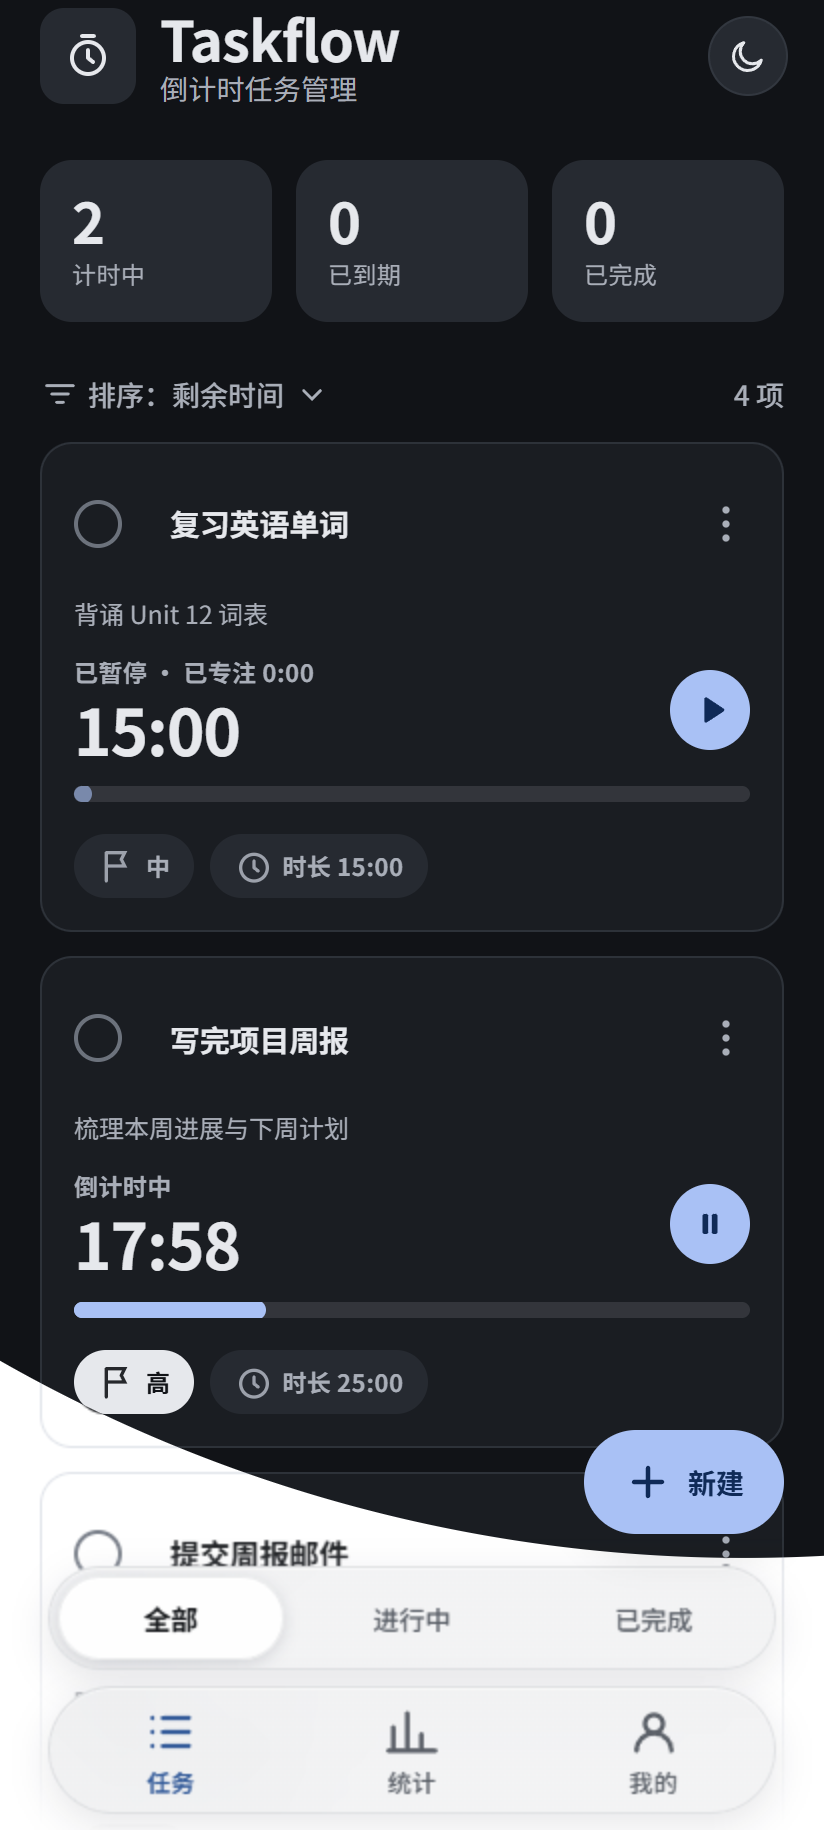 Taskflow
倒计时任务管理
2
计时中
0
已到期
0
已完成
排序：剩余时间
4 项
复习英语单词
背诵 Unit 12 词表
已暂停 · 已专注 0:00
15:00
中
时长 15:00
写完项目周报
梳理本周进展与下周计划
倒计时中
17:58
高
时长 25:00
新建
提交周报邮件
全部
进行中
已完成
任务
统计
我的